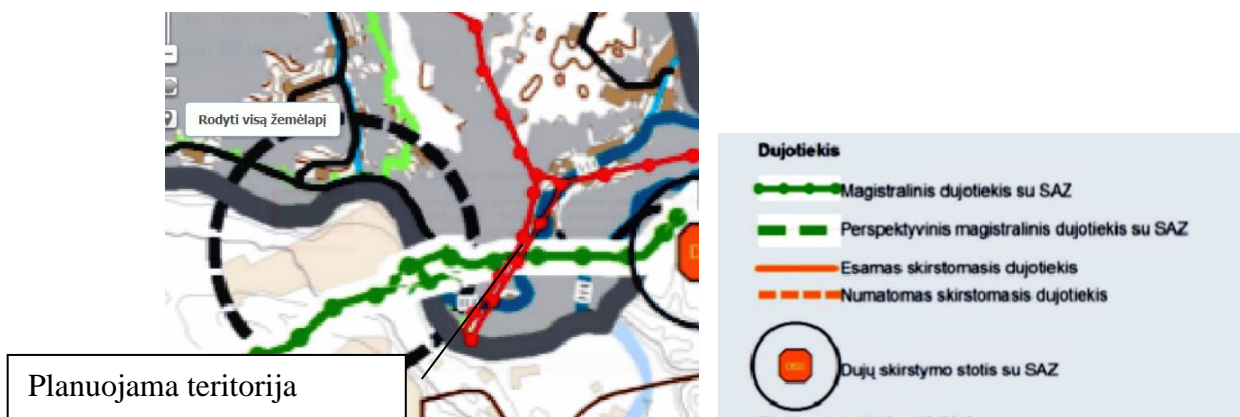 Rodyti visą žemėlapį
Planuojama teritorija
Dujotiekis
Magistralinis dujotiekis su SAZ
Perspektyvinis magistralinis dujotiekis su SAZ
Esamas skirstomasis dujotiekis
Numatomas skirstomasis dujotiekis
Dujų skirstymo stotis su SAZ